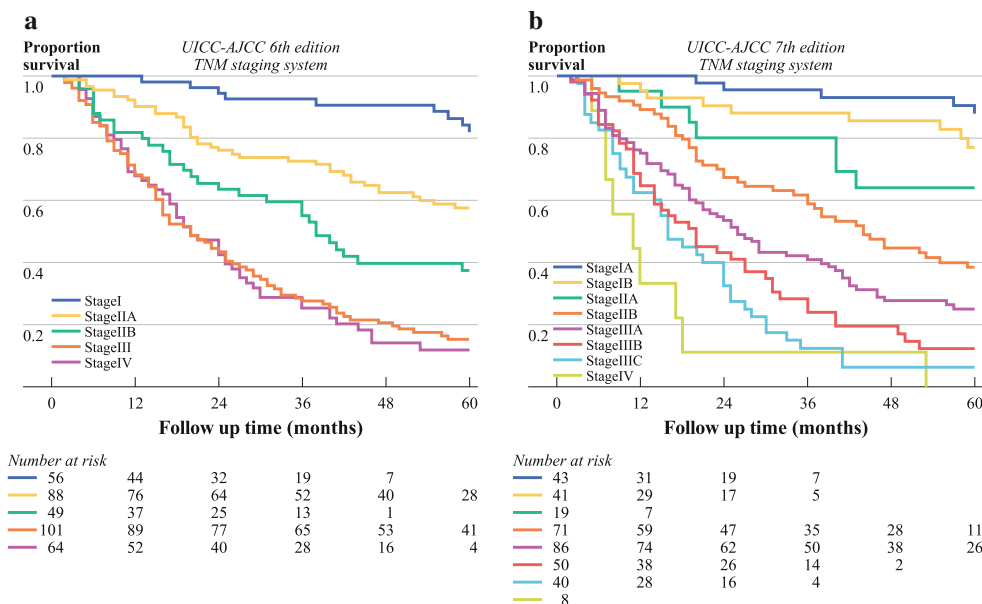 a
Proportion survival
UICC-AJCC 6th edition
TNM staging system
1.0
0.8
0.6
0.4
0.2
StageI
StageIIA
StageIIB
StageIII
StageIV
0 12 24 36 48 60
Follow up time (months)
Number at risk
56 44 32 19 7
88 76 64 52 40 28
49 37 25 13 1
101 89 77 65 53 41
64 52 40 28 16 4
b
Proportion survival
UICC-AJCC 7th edition
TNM staging system
1.0
0.8
0.6
0.4
0.2
StageIA
StageIB
StageIIA
StageIIB
StageIIIA
StageIIIB
StageIIIC
StageIV
0 12 24 36 48 60
Follow up time (months)
Number at risk
43 31 19 7
41 29 17 5
19 7
71 59 47 35 28 11
86 74 62 50 38 26
50 38 26 14 2
40 28 16 4
8